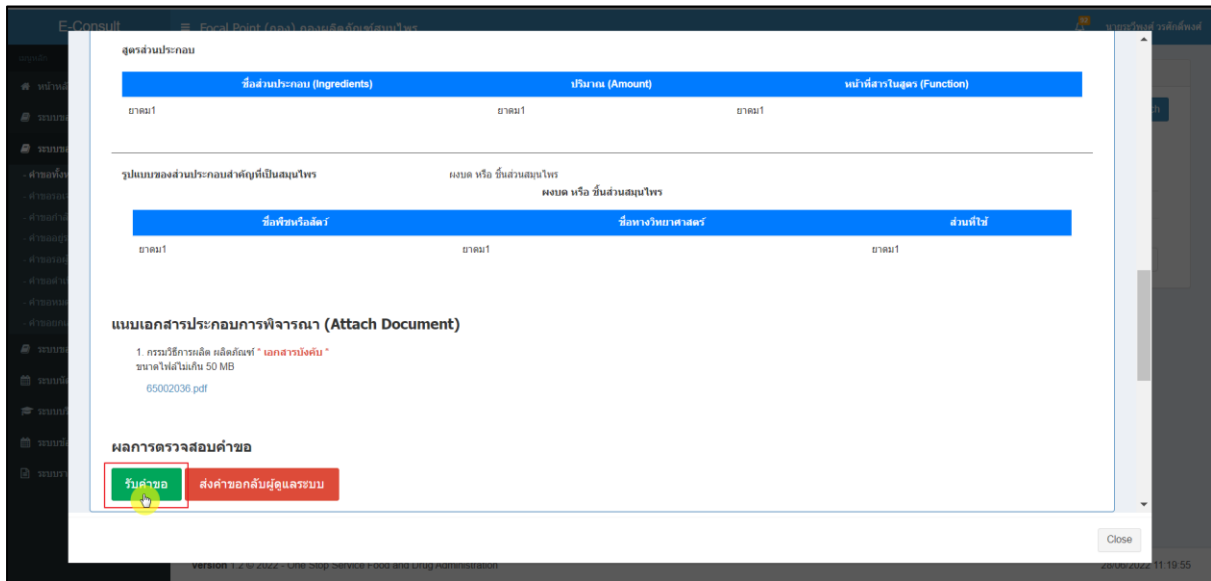 E-Consult
Focal Point (กอง) กองผลิตภัณฑ์สมุนไพร
สูตรส่วนประกอบ
ชื่อส่วนประกอบ (Ingredients) ปริมาณ (Amount) หน้าที่สารในสูตร (Function)
ยาดม1 ยาดม1 ยาดม1
รูปแบบของส่วนประกอบสำคัญที่เป็นสมุนไพร ผงบด หรือ ชิ้นส่วนสมุนไพร
ผงบด หรือ ชิ้นส่วนสมุนไพร
ชื่อพืชหรือสัตว์ ชื่อทางวิทยาศาสตร์ ส่วนที่ใช้
ยาดม1 ยาดม1 ยาดม1
แนบเอกสารประกอบการพิจารณา (Attach Document)
1. กรรมวิธีการผลิต ผลิตภัณฑ์ " เอกสารบังคับ "
ขนาดไฟล์ไม่เกิน 50 MB
65002036.pdf
ผลการตรวจสอบคำขอ
รับคำขอ ส่งคำขอกลับผู้ดูแลระบบ
Close
Version 1.2 © 2022 - One Stop Service Food and Drug Administration 28/06/2022 11:19:55